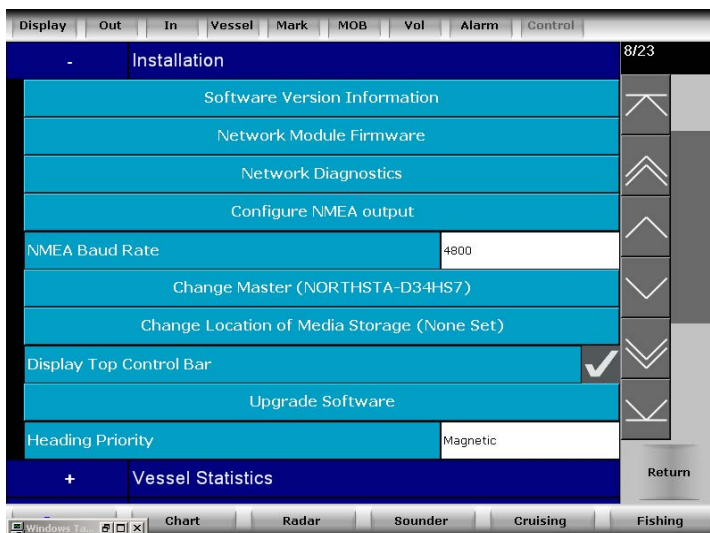 Display Out In Vessel Mark MOB Vol Alarm Control
- Installation 8/23
Software Version Information
Network Module Firmware
Network Diagnostics
Configure NMEA output
NMEA Baud Rate 4800
Change Master (NORTHSTA-D34HS7)
Change Location of Media Storage (None Set)
Display Top Control Bar
Upgrade Software
Heading Priority Magnetic
+ Vessel Statistics
Return
Windows Ta... Chart Radar Sounder Cruising Fishing